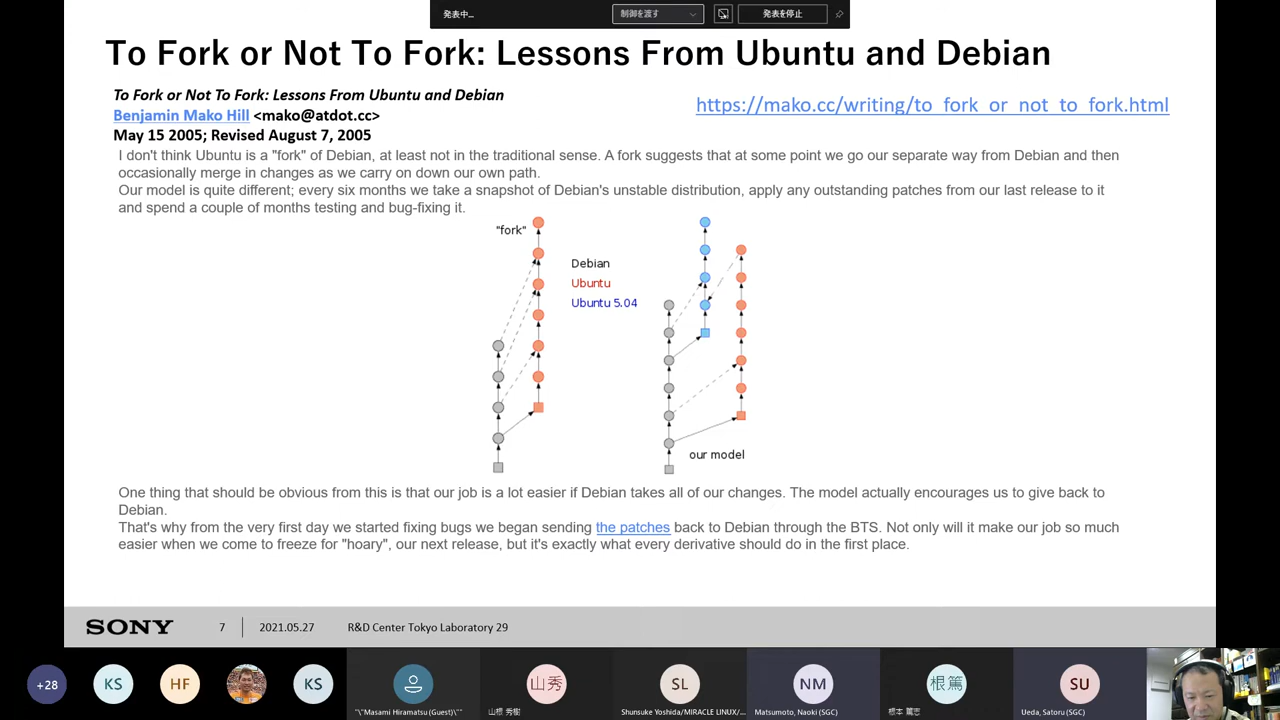 発表中...
制御を渡す
発表を停止
To Fork or Not To Fork: Lessons From Ubuntu and Debian
To Fork or Not To Fork: Lessons From Ubuntu and Debian
Benjamin Mako Hill <mako@atdot.cc>
May 15 2005; Revised August 7, 2005
https://mako.cc/writing/to_fork_or_not_to_fork.html
I don't think Ubuntu is a "fork" of Debian, at least not in the traditional sense. A fork suggests that at some point we go our separate way from Debian and then
occasionally merge in changes as we carry on down our own path.
Our model is quite different; every six months we take a snapshot of Debian's unstable distribution, apply any outstanding patches from our last release to it
and spend a couple of months testing and bug-fixing it.
"fork"
Debian
Ubuntu
Ubuntu 5.04
our model
One thing that should be obvious from this is that our job is a lot easier if Debian takes all of our changes. The model actually encourages us to give back to
Debian.
That's why from the very first day we started fixing bugs we began sending the patches back to Debian through the BTS. Not only will it make our job so much
easier when we come to freeze for "hoary", our next release, but it's exactly what every derivative should do in the first place.
SONY
7
2021.05.27
R&D Center Tokyo Laboratory 29
+28
KS
HF
KS
山秀
SL
NM
根篤
SU
"\"Masami Hiramatsu (Guest)\""
山根 秀樹
Shunsuke Yoshida/MIRACLE LINUX/...
Matsumoto, Naoki (SGC)
根本 篤志
Ueda, Satoru (SGC)